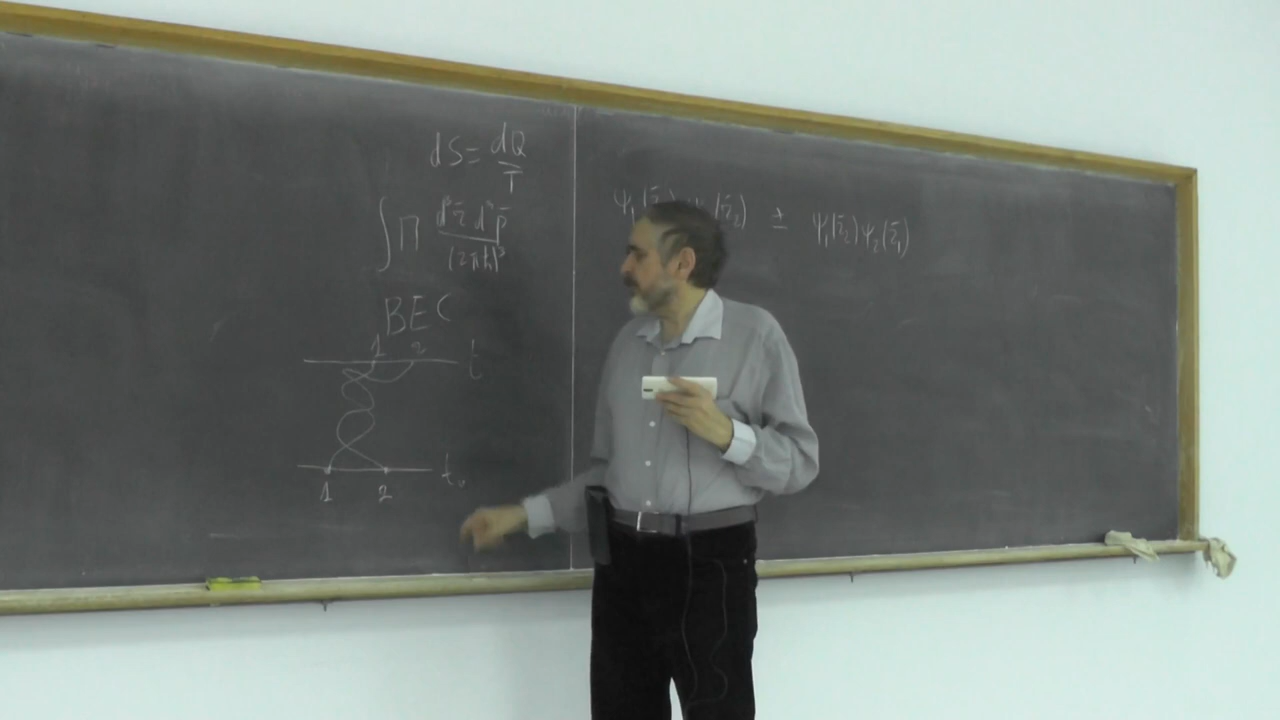 dS = dQ/T
∫ ∏ d³r̄ d³p̄ / (2πħ)³
BEC
1 2
t
t₀
1 2
ψ₁(r̄₁) ψ₂(r̄₂) ± ψ₁(r̄₂)ψ₂(r̄₁)